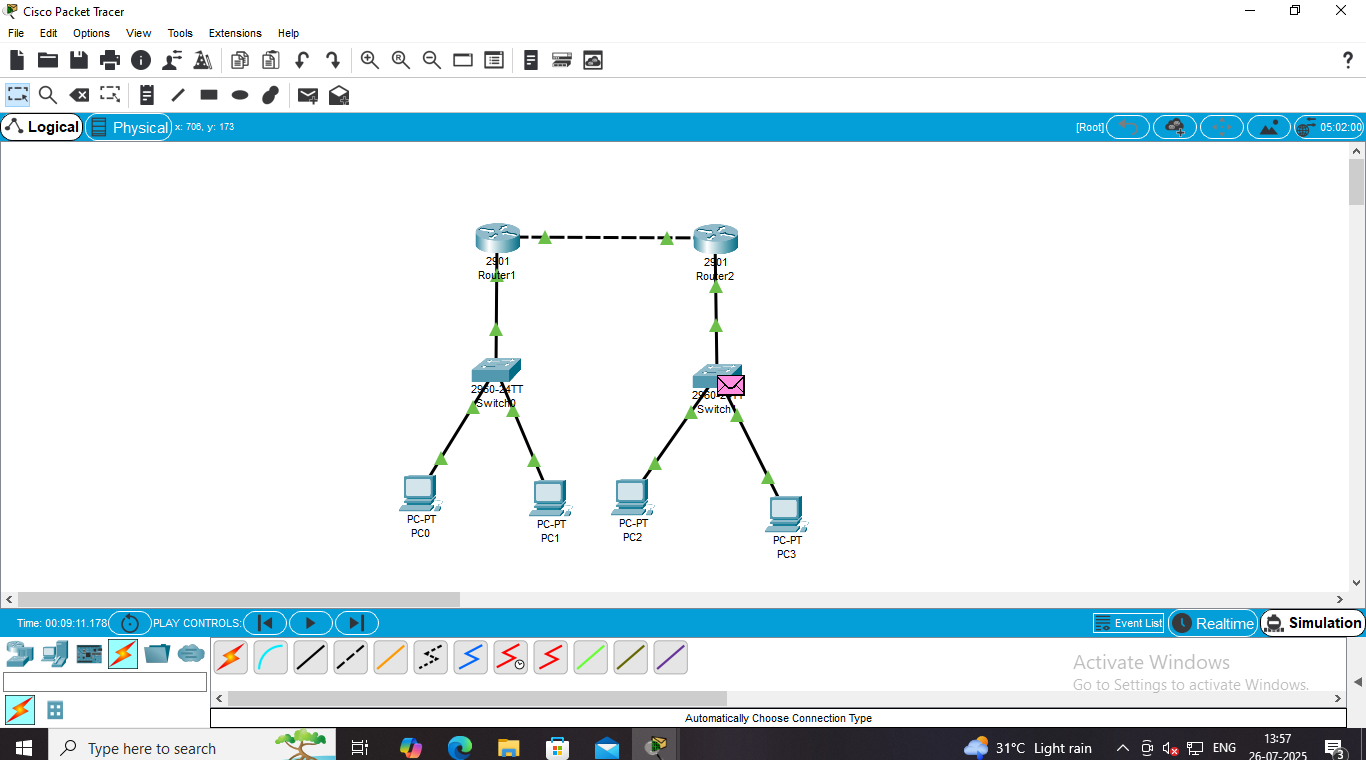 Cisco Packet Tracer
File Edit Options View Tools Extensions Help
Logical Physical x: 706, y: 173 [Root] 05:02:00
2901
Router1
2901
Router2
2960-24TT
Switch0
Switch
PC-PT
PC0
PC-PT
PC1
PC-PT
PC2
PC-PT
PC3
Time: 00:09:11.178 PLAY CONTROLS: Event List Realtime Simulation
Activate Windows
Go to Settings to activate Windows.
Automatically Choose Connection Type
Type here to search 31°C Light rain ENG 13:57
26-07-2025 3